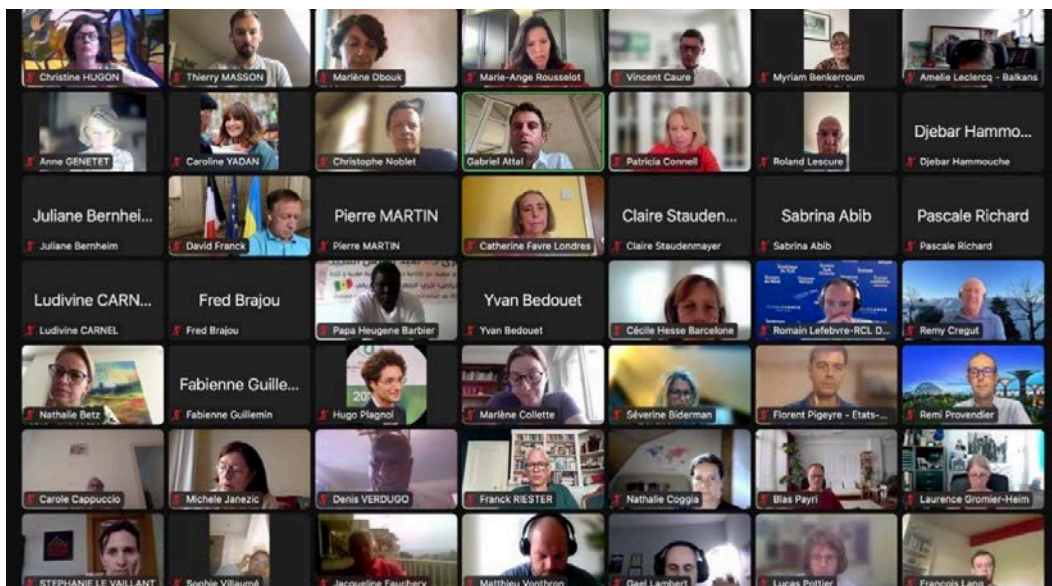 Christine HUGON
Thierry MASSON
Marlène Dbouk
Marie-Ange Rousselot
Vincent Caure
Myriam Benkerroum
Amelie Leclercq - Balkans
Anne GENETET
Caroline YADAN
Christophe Noblet
Gabriel Attal
Patricia Connell
Roland Lescure
Djebar Hammo...
Djebar Hammouche
Juliane Bernhei...
Juliane Bernheim
David Franck
Pierre MARTIN
Pierre MARTIN
Catherine Favre Londres
Claire Stauden...
Claire Staudenmayer
Sabrina Abib
Sabrina Abib
Pascale Richard
Pascale Richard
Ludivine CARN...
Ludivine CARNEL
Fred Brajou
Fred Brajou
Papa Heugene Barbier
Yvan Bedouet
Yvan Bedouet
Cécile Hesse Barcelone
Romain Lefebvre-RCL D...
Remy Cregut
Nathalie Betz
Fabienne Guille...
Fabienne Guillemin
Hugo Plagnol
Marlène Collette
Séverine Biderman
Florent Pigeyre - Etats-...
Remi Provendier
Carole Cappuccio
Michele Janezic
Denis VERDUGO
Franck RIESTER
Nathalie Coggia
Blas Payri
Laurence Gromier-Heim
STEPHANIE LE VAILLANT
Sophie Villaumé
Jacqueline Fauchery
Matthieu Vonthron
Gael Lambert
Lucas Pottier
François Lang